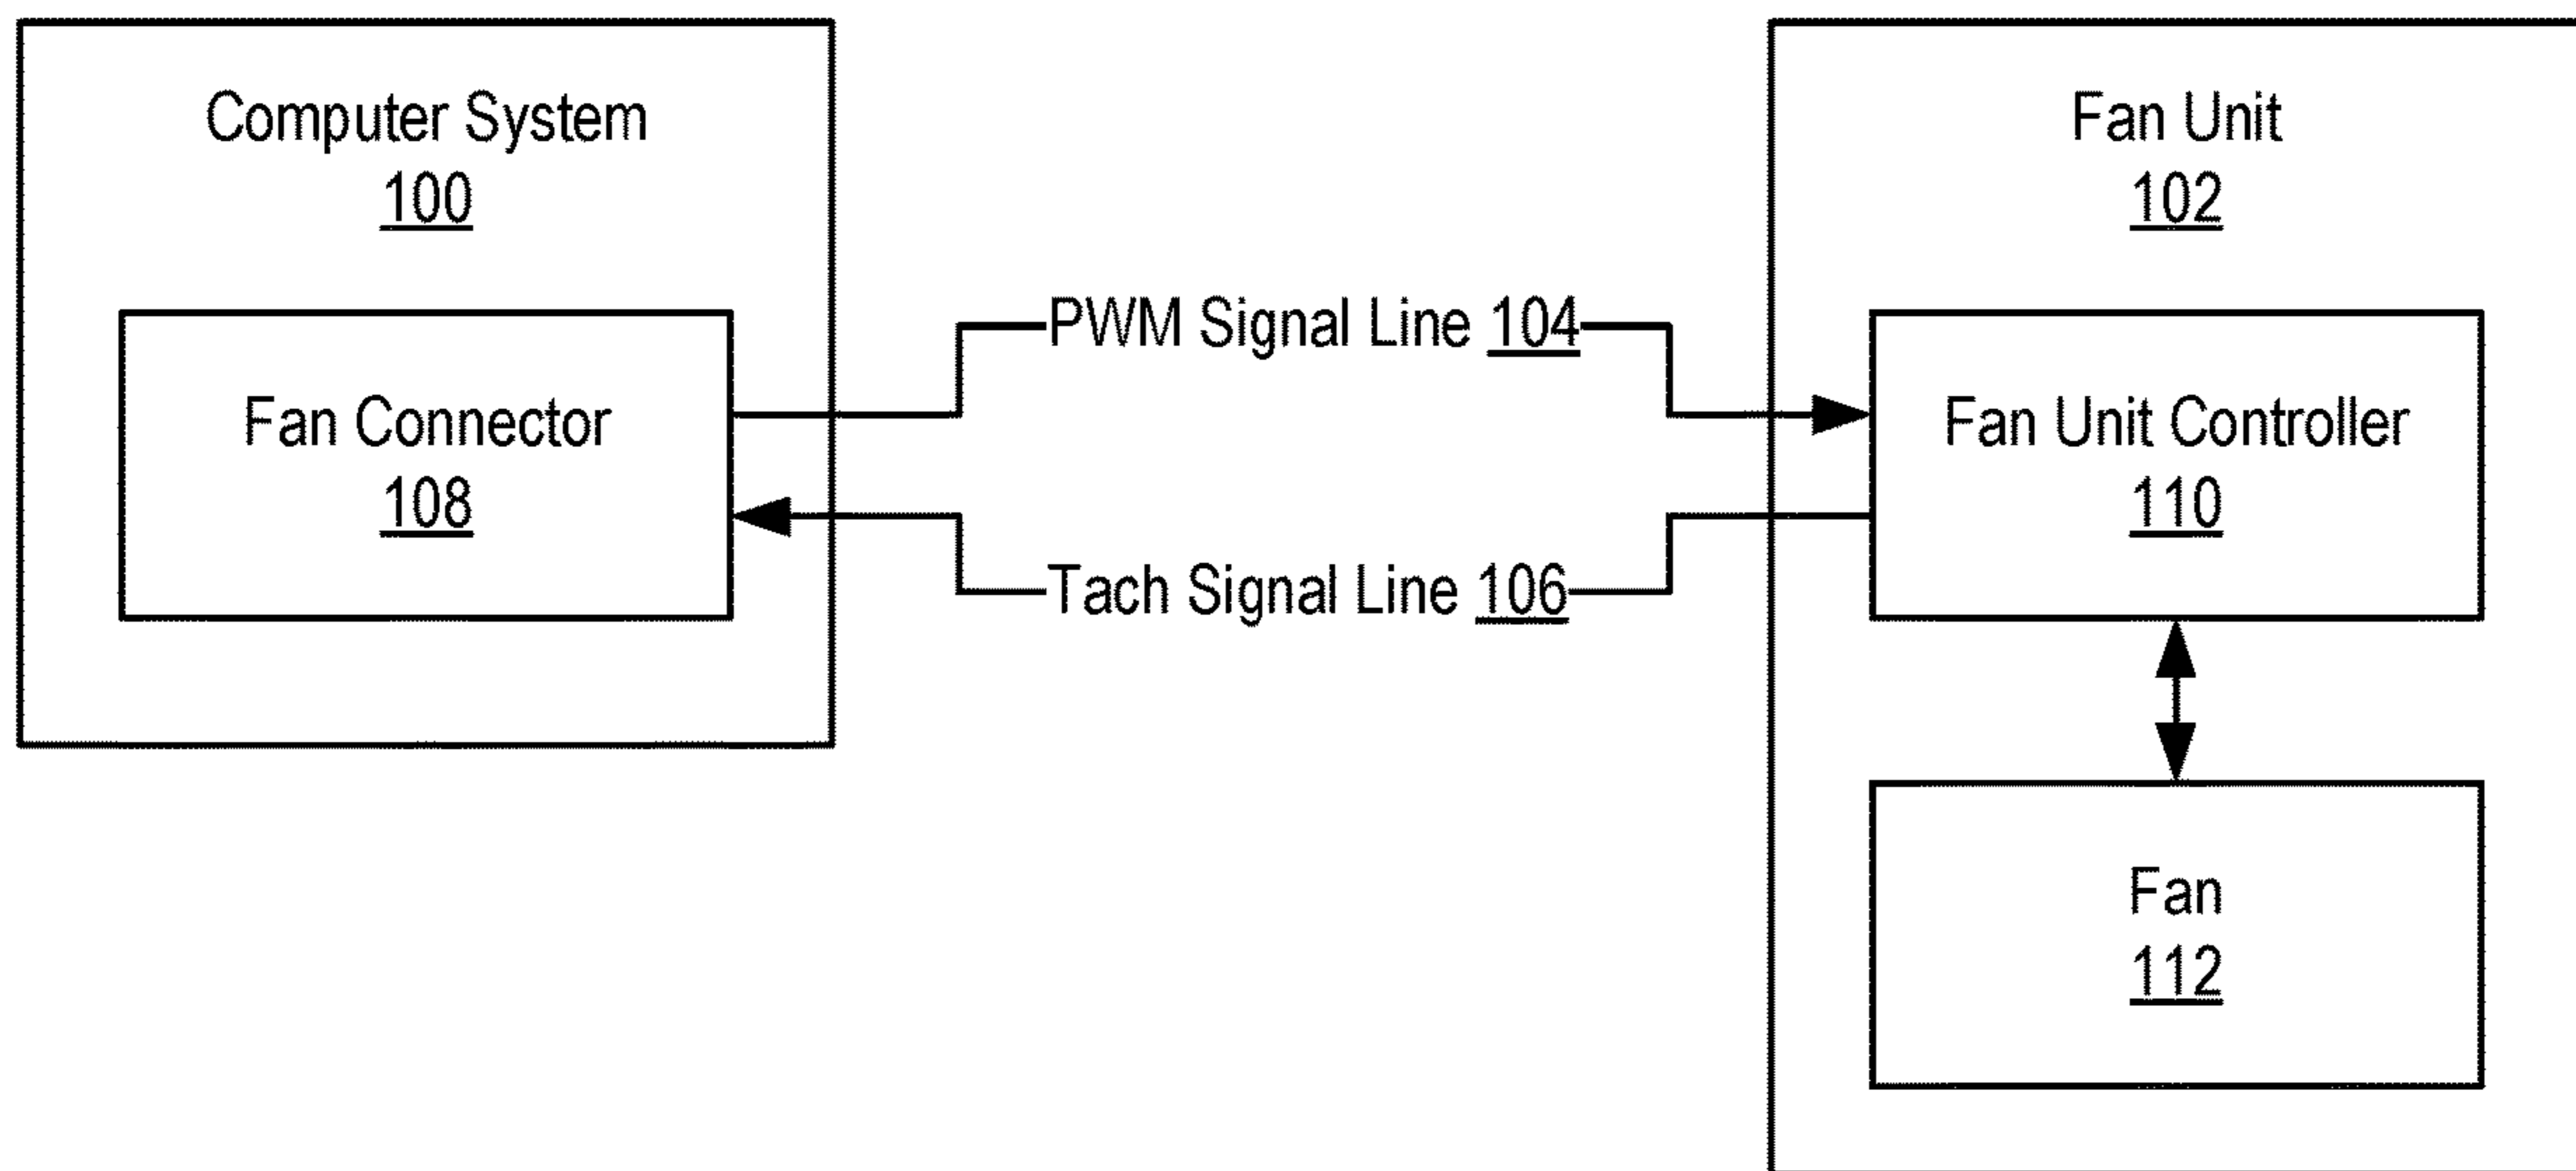 Computer System
100
Fan Unit
102
PWM Signal Line 104
Fan Connector
108
Fan Unit Controller
110
Tach Signal Line 106
Fan
112